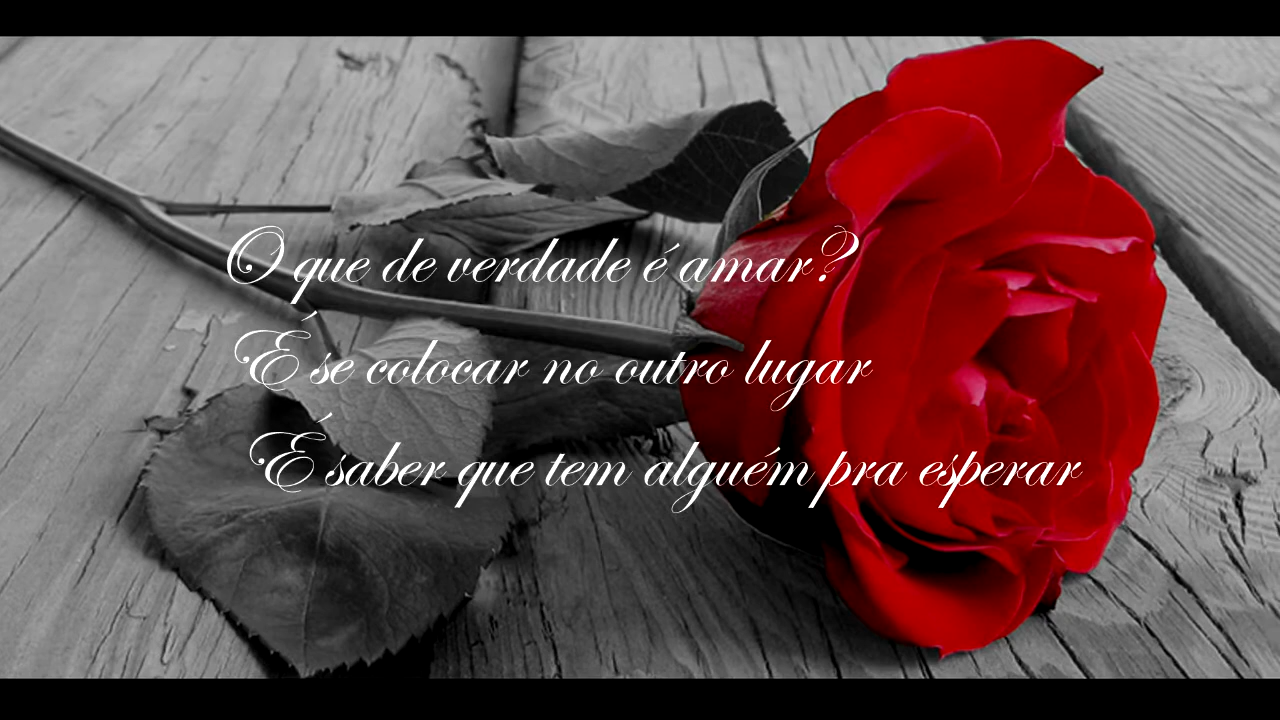 O que de verdade é amar?
É se colocar no outro lugar
É saber que tem alguém pra esperar